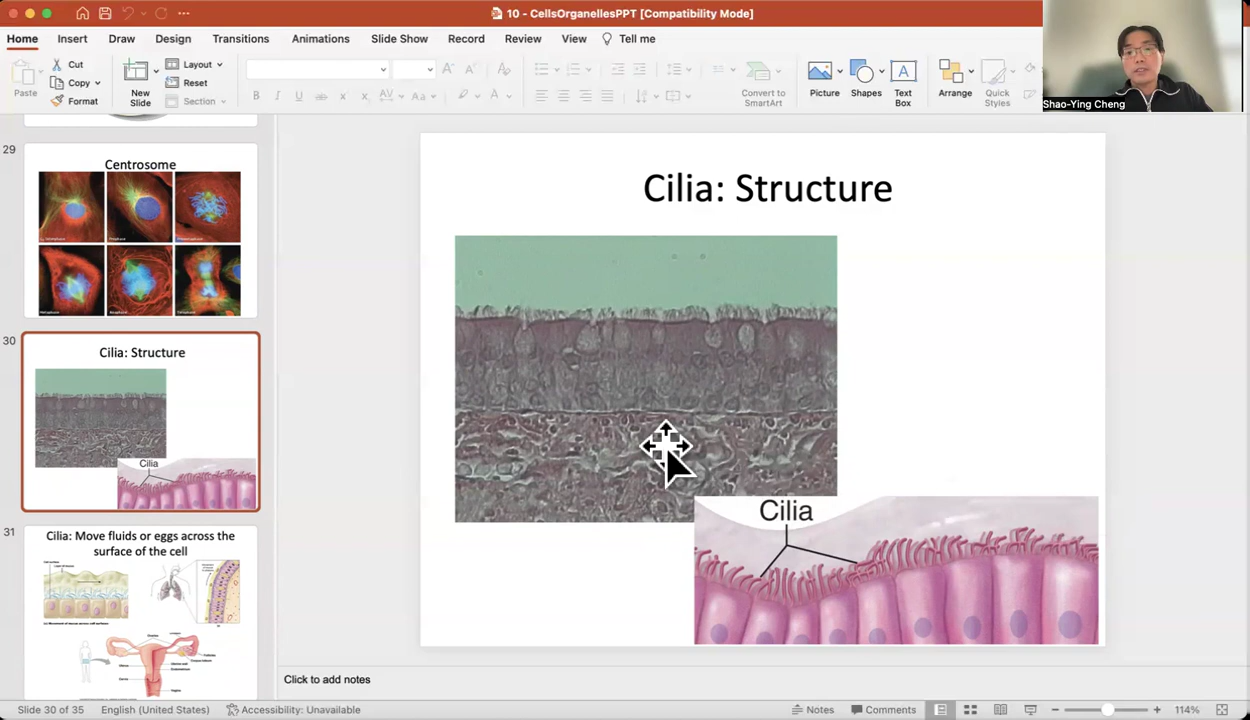 10 - CellsOrganellesPPT [Compatibility Mode]
Home Insert Draw Design Transitions Animations Slide Show Record Review View Tell me
Paste
Cut
Copy
Format
New Slide
Layout
Reset
Section
Convert to SmartArt
Picture
Shapes
Text Box
Arrange
Quick Styles
Shao-Ying Cheng
29
Centrosome
30
Cilia: Structure
Cilia
31
Cilia: Move fluids or eggs across the
surface of the cell
Cilia: Structure
Cilia
Click to add notes
Slide 30 of 35 English (United States) Accessibility: Unavailable Notes Comments 114%